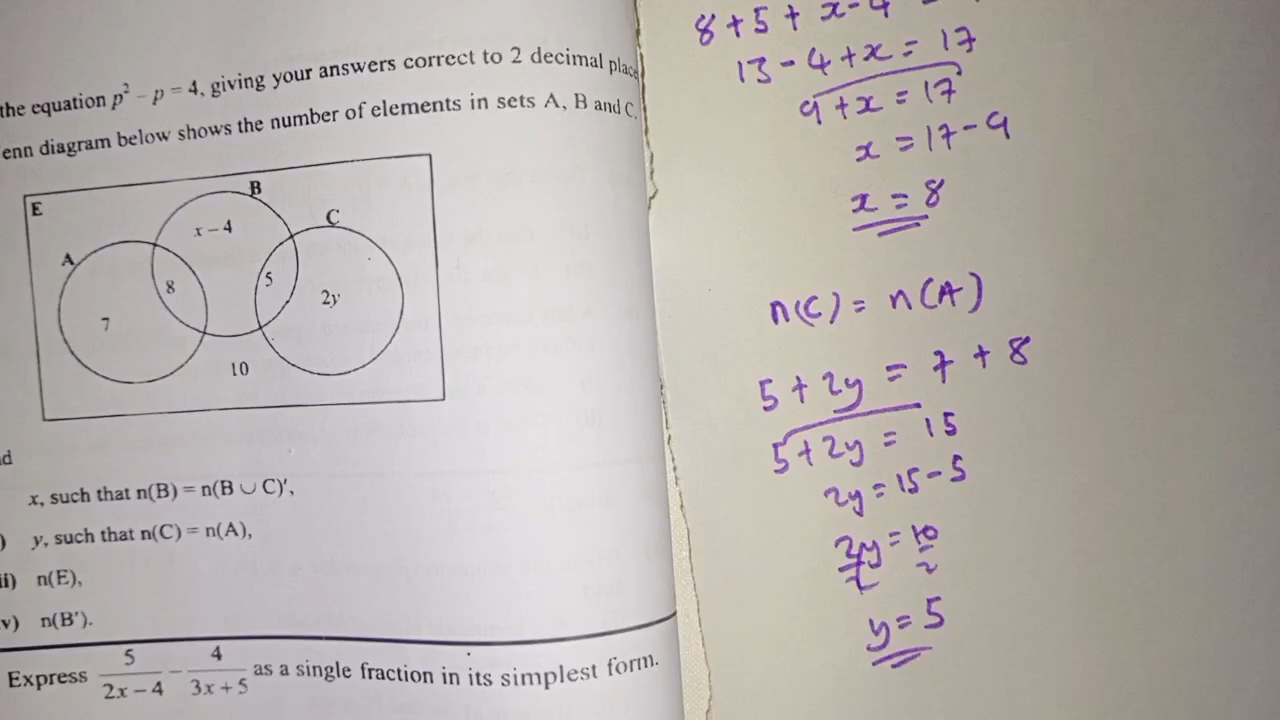 the equation p² – p = 4, giving your answers correct to 2 decimal
enn diagram below shows the number of elements in sets A, B and C.
E
B
x – 4
C
A
8
5
7
2y
10
x, such that n(B) = n(B ∪ C)′,
) y, such that n(C) = n(A),
ii) n(E),
v) n(B′).
Express 5/(2x – 4) – 4/(3x + 5) as a single fraction in its simplest form.
8 + 5 + x - 4
13 - 4 + x = 17
9 + x = 17
x = 17 - 9
x = 8
n(C) = n(A)
5 + 2y = 7 + 8
5 + 2y = 15
2y = 15 - 5
2y/2 = 10/2
y = 5